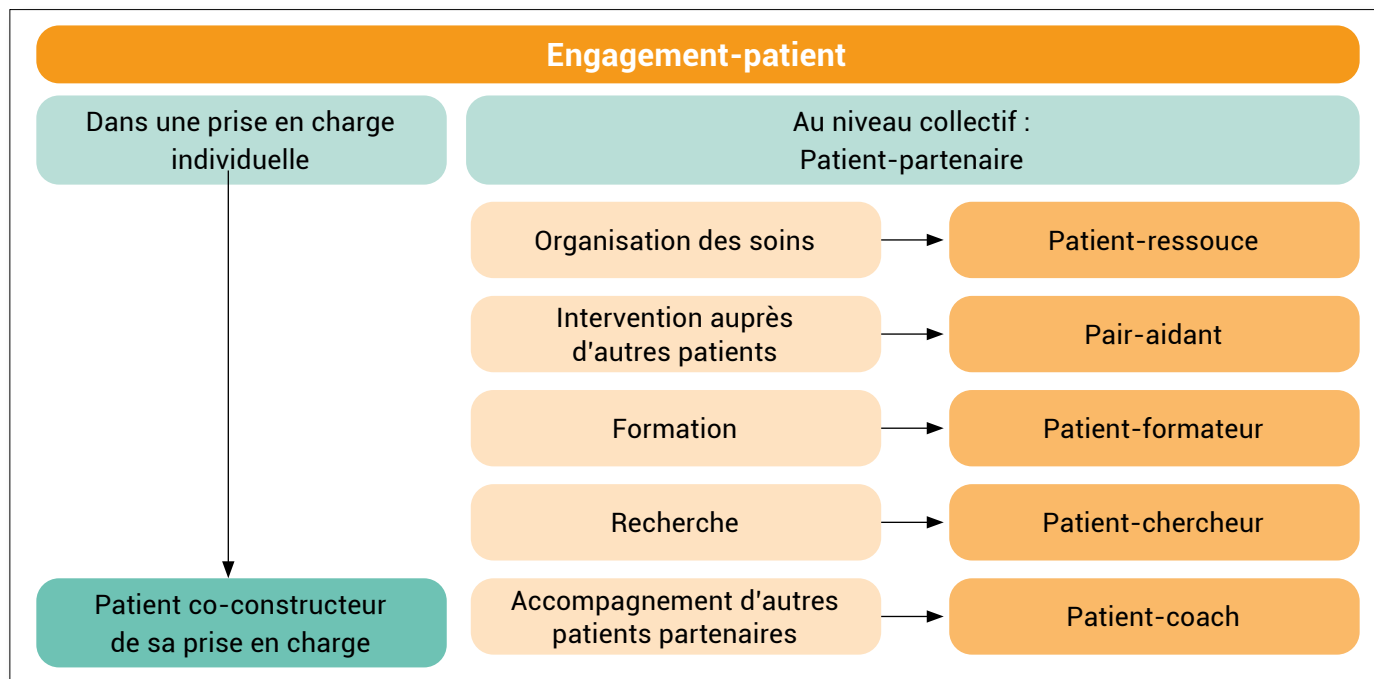 Engagement-patient
Dans une prise en charge
individuelle
Au niveau collectif :
Patient-partenaire
Organisation des soins
Patient-ressouce
Intervention auprès
d'autres patients
Pair-aidant
Formation
Patient-formateur
Recherche
Patient-chercheur
Patient co-constructeur
de sa prise en charge
Accompagnement d'autres
patients partenaires
Patient-coach